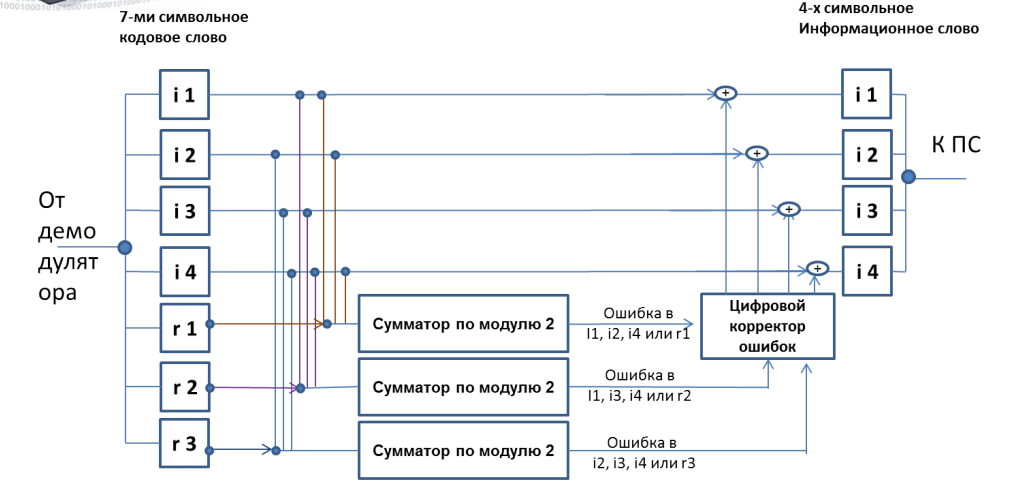 10001010001010001010001010
7-ми символьное
кодовое слово
4-х символьное
Информационное слово
От
демо
дулят
ора
i 1
i 2
i 3
i 4
r 1
r 2
r 3
Сумматор по модулю 2
Сумматор по модулю 2
Сумматор по модулю 2
Ошибка в
I1, i2, i4 или r1
Ошибка в
I1, i3, i4 или r2
Ошибка в
i2, i3, i4 или r3
Цифровой
корректор
ошибок
+
+
+
+
i 1
i 2
i 3
i 4
К ПС